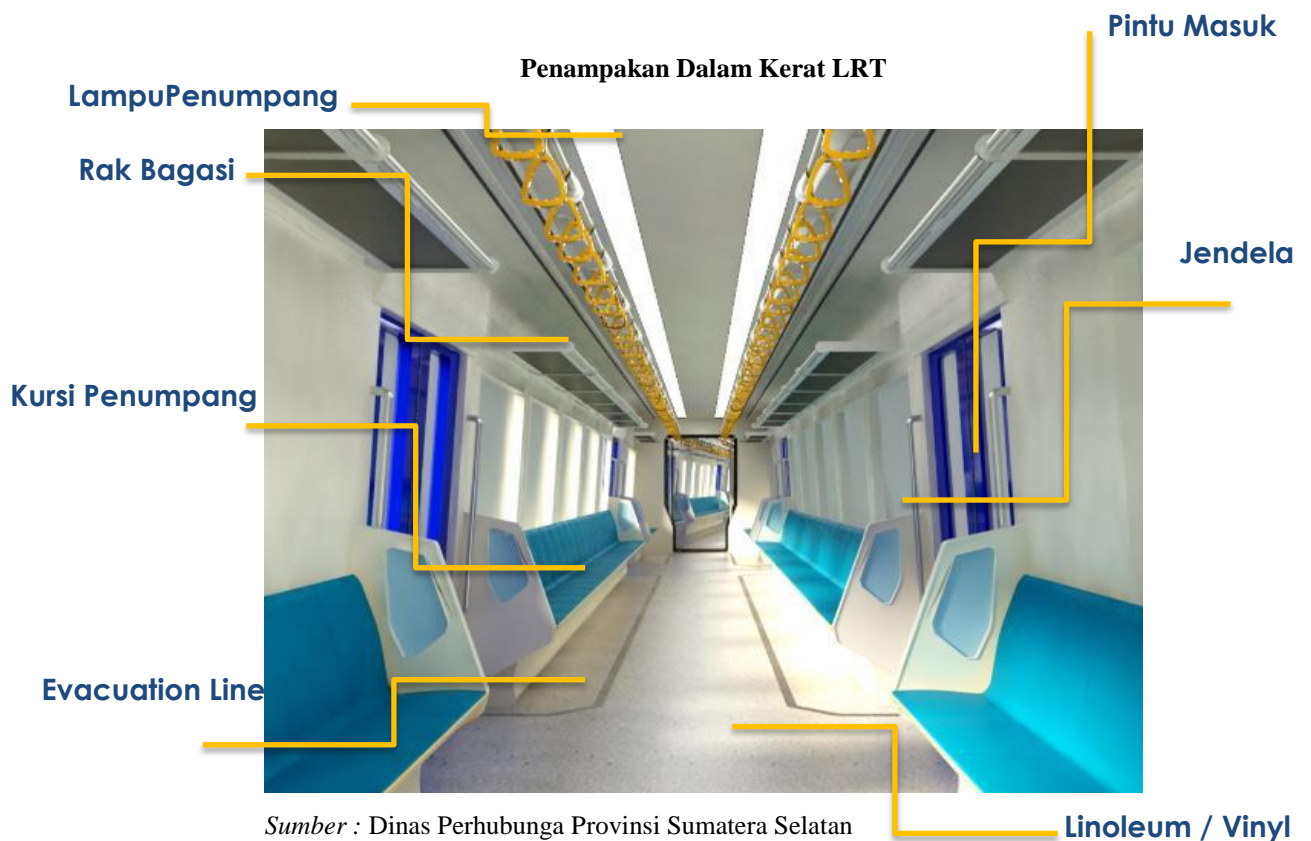 Pintu Masuk
Penampakan Dalam Kerat LRT
LampuPenumpang
Rak Bagasi
Jendela
Kursi Penumpang
Evacuation Line
Sumber : Dinas Perhubunga Provinsi Sumatera Selatan
Linoleum / Vinyl